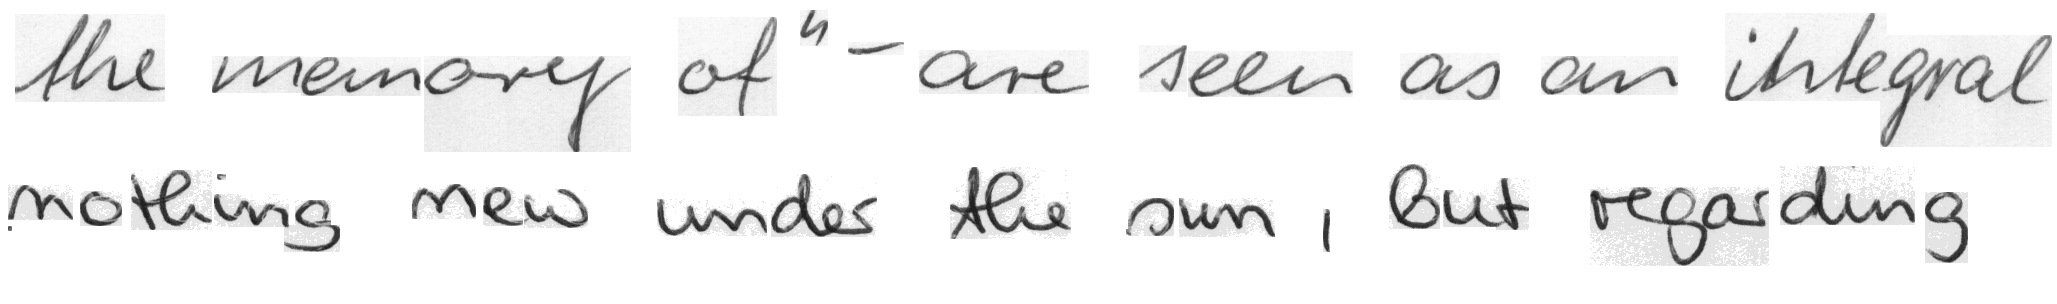 the memory of" - are seen as an integral
nothing new under the sun, but regarding